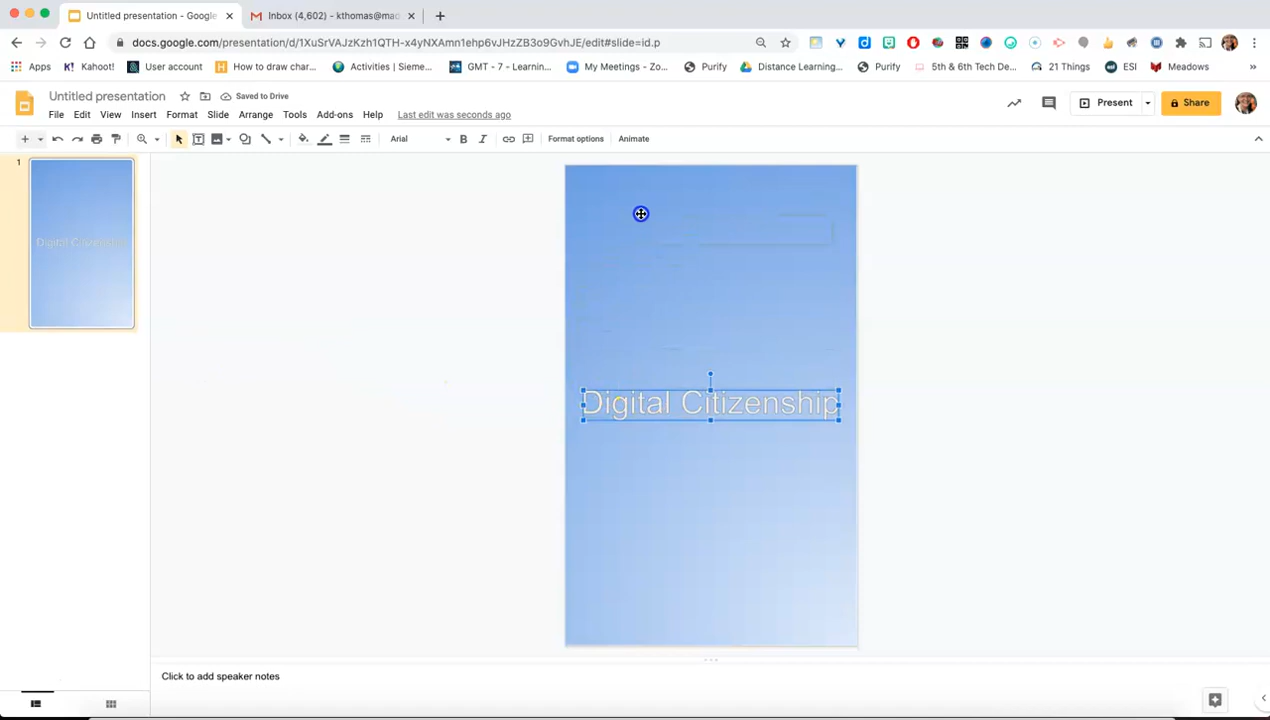 Untitled presentation - Google
Inbox (4,602) - kthomas@mad
docs.google.com/presentation/d/1XuSrVAJzKzh1QTH-x4yNXAmn1ehp6vJHzZB3o9GvhJE/edit#slide=id.p
Apps K! Kahoot! User account How to draw char... Activities | Sieme... GMT - 7 - Learnin... My Meetings - Zo... Purify Distance Learning... Purify 5th & 6th Tech De... 21 Things ESI Meadows »
Untitled presentation Saved to Drive
File Edit View Insert Format Slide Arrange Tools Add-ons Help Last edit was seconds ago
Present Share
Arial B I Format options Animate
1
Digital Citizenship
Digital Citizenship
Click to add speaker notes